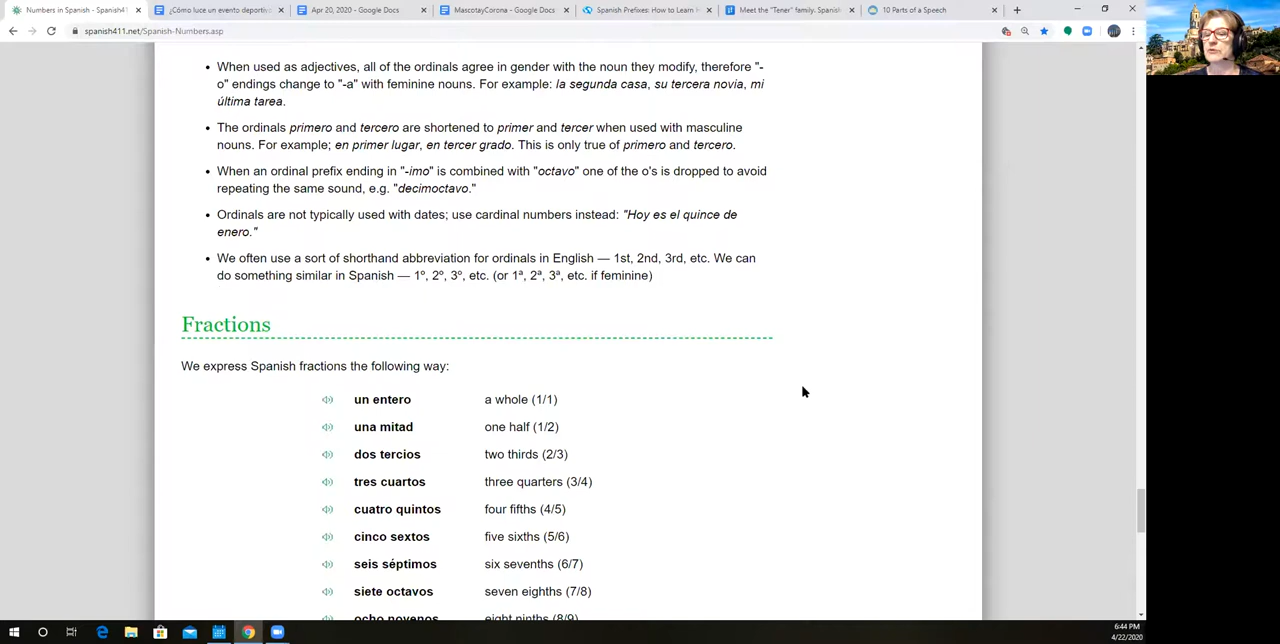 Numbers in Spanish - Spanish41
¿Cómo luce un evento deportiv
Apr 20, 2020 - Google Docs
MascotayCorona - Google Docs
Spanish Prefixes: How to Learn
Meet the "Tener" family. Spanish
10 Parts of a Speech
spanish411.net/Spanish-Numbers.asp
• When used as adjectives, all of the ordinals agree in gender with the noun they modify, therefore "-
o" endings change to "-a" with feminine nouns. For example: la segunda casa, su tercera novia, mi
última tarea.
• The ordinals primero and tercero are shortened to primer and tercer when used with masculine
nouns. For example; en primer lugar, en tercer grado. This is only true of primero and tercero.
• When an ordinal prefix ending in "-imo" is combined with "octavo" one of the o's is dropped to avoid
repeating the same sound, e.g. "decimoctavo."
• Ordinals are not typically used with dates; use cardinal numbers instead: "Hoy es el quince de
enero."
• We often use a sort of shorthand abbreviation for ordinals in English — 1st, 2nd, 3rd, etc. We can
do something similar in Spanish — 1º, 2º, 3º, etc. (or 1ª, 2ª, 3ª, etc. if feminine)
Fractions
We express Spanish fractions the following way:
un entero a whole (1/1)
una mitad one half (1/2)
dos tercios two thirds (2/3)
tres cuartos three quarters (3/4)
cuatro quintos four fifths (4/5)
cinco sextos five sixths (5/6)
seis séptimos six sevenths (6/7)
siete octavos seven eighths (7/8)
ocho novenos eight ninths (8/9)
6:44 PM
4/22/2020